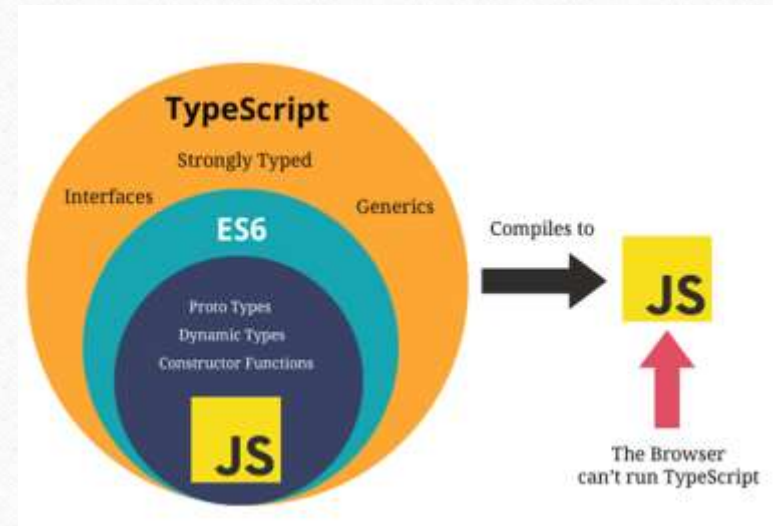 TypeScript
Strongly Typed
Interfaces
Generics
ES6
Proto Types
Dynamic Types
Constructor Functions
JS
Compiles to
JS
The Browser
can't run TypeScript